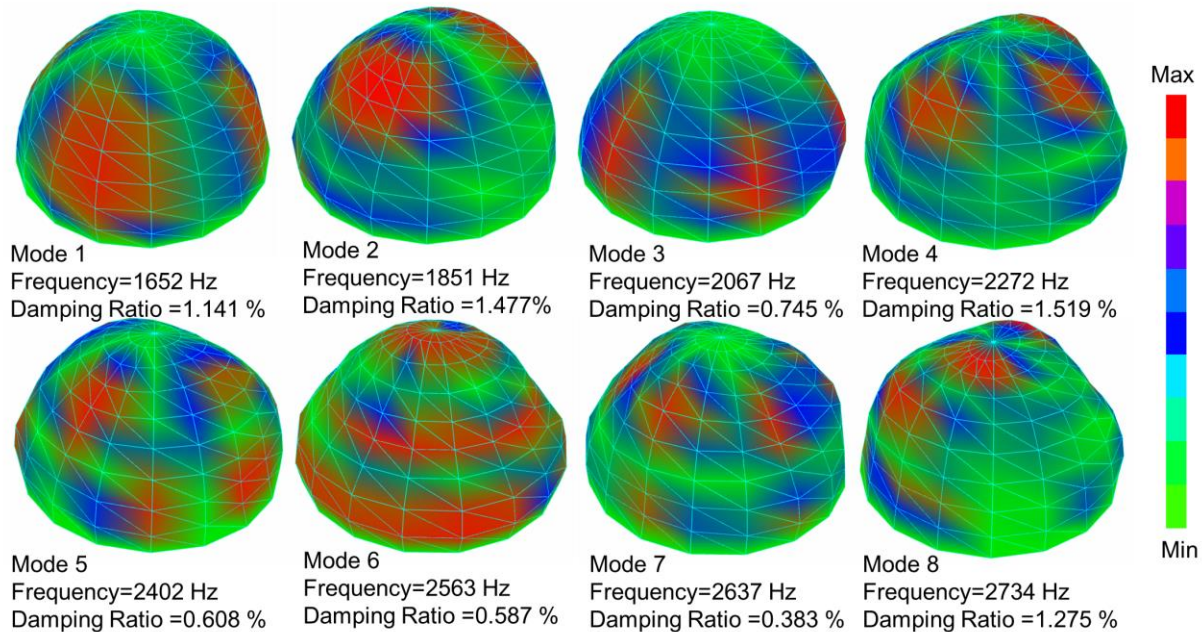 Max
Mode 1
Frequency=1652 Hz
Damping Ratio =1.141 %
Mode 2
Frequency=1851 Hz
Damping Ratio =1.477%
Mode 3
Frequency=2067 Hz
Damping Ratio =0.745 %
Mode 4
Frequency=2272 Hz
Damping Ratio =1.519 %
Mode 5
Frequency=2402 Hz
Damping Ratio =0.608 %
Mode 6
Frequency=2563 Hz
Damping Ratio =0.587 %
Mode 7
Frequency=2637 Hz
Damping Ratio =0.383 %
Mode 8
Frequency=2734 Hz
Damping Ratio =1.275 %
Min